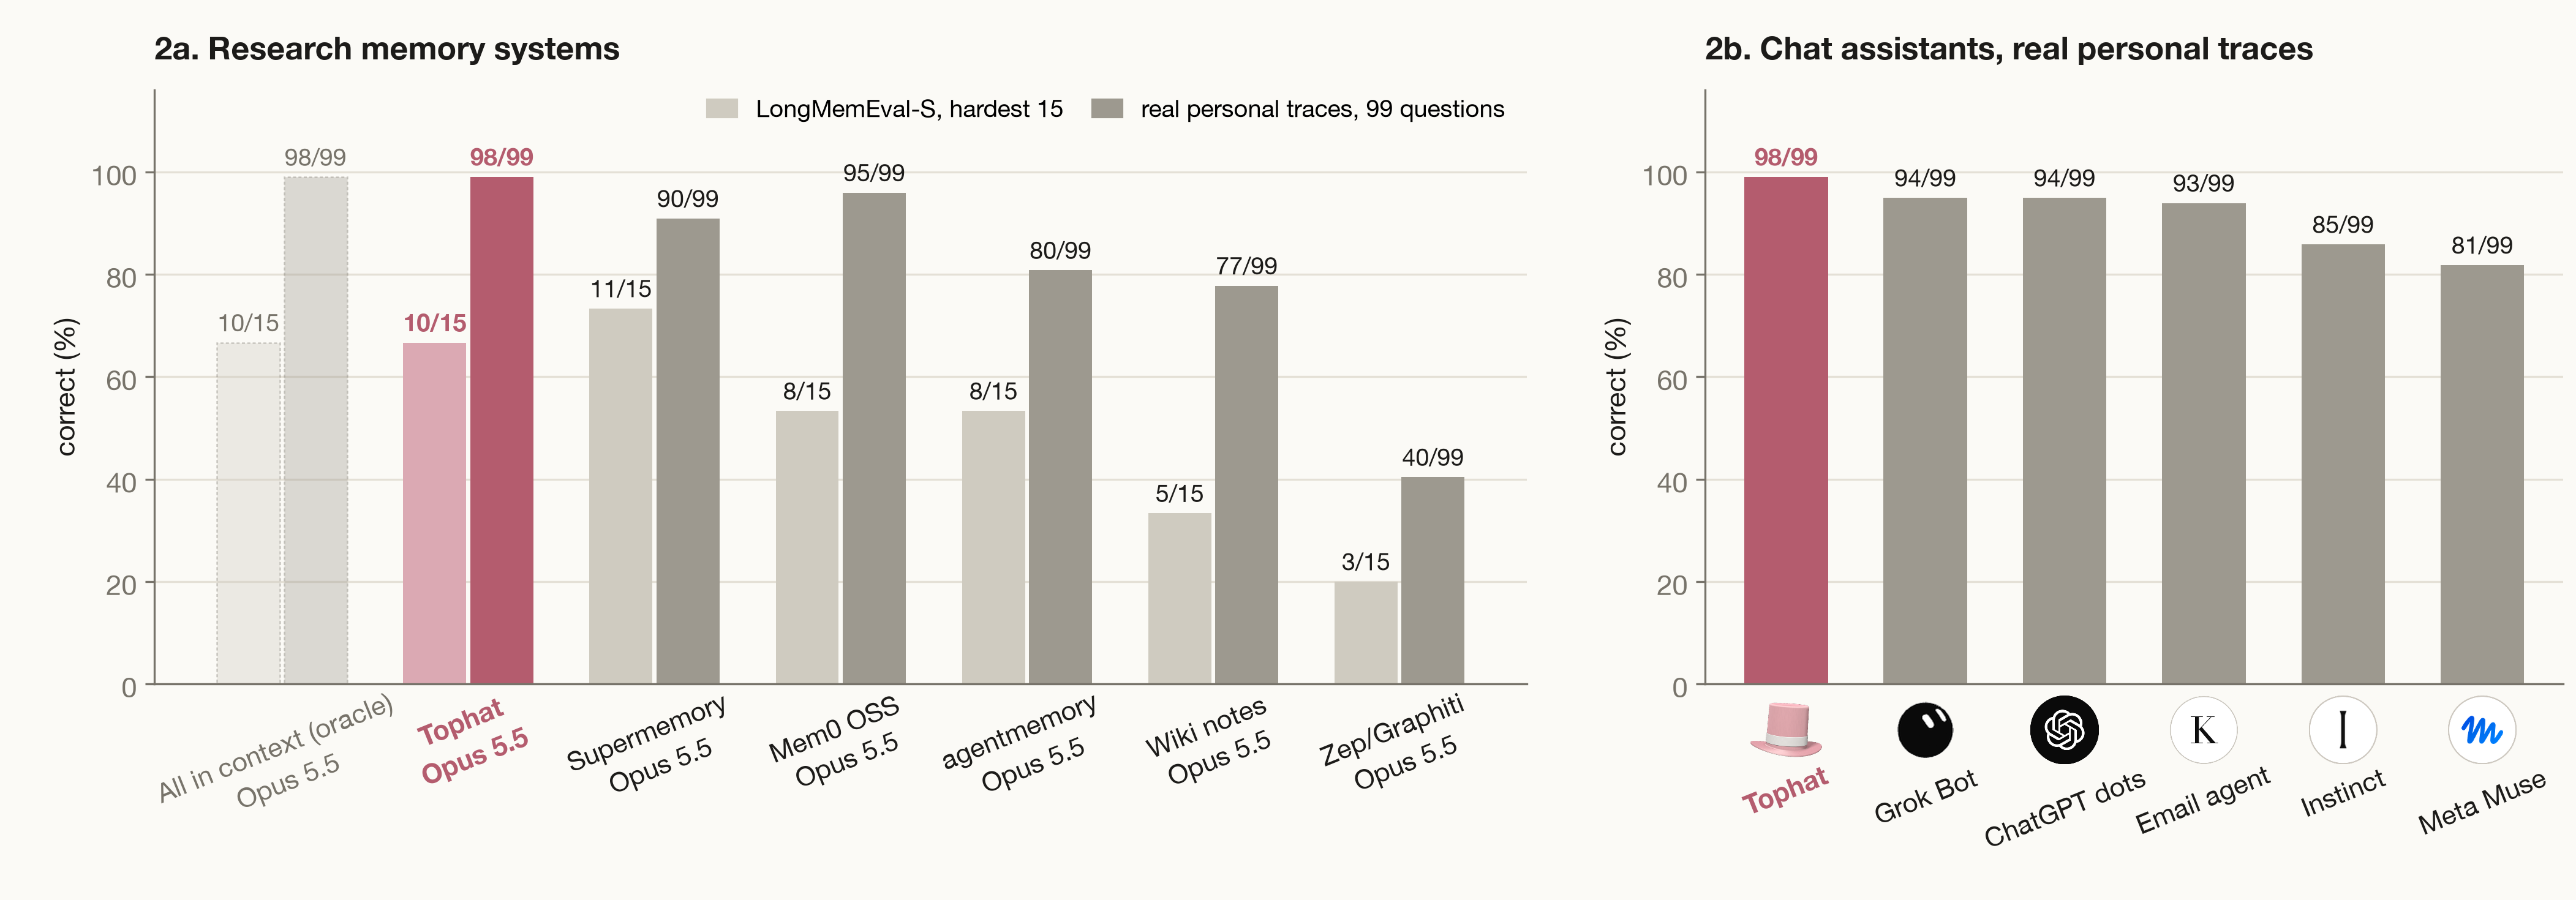 2a. Research memory systems
LongMemEval-S, hardest 15
real personal traces, 99 questions
correct (%)
100
80
60
40
20
0
10/15
98/99
10/15
98/99
11/15
90/99
8/15
95/99
8/15
80/99
5/15
77/99
3/15
40/99
All in context (oracle)
Opus 5.5
Tophat
Opus 5.5
Supermemory
Opus 5.5
Mem0 OSS
Opus 5.5
agentmemory
Opus 5.5
Wiki notes
Opus 5.5
Zep/Graphiti
Opus 5.5
2b. Chat assistants, real personal traces
correct (%)
100
80
60
40
20
0
98/99
94/99
94/99
93/99
85/99
81/99
K
I
Tophat
Grok Bot
ChatGPT dots
Email agent
Instinct
Meta Muse